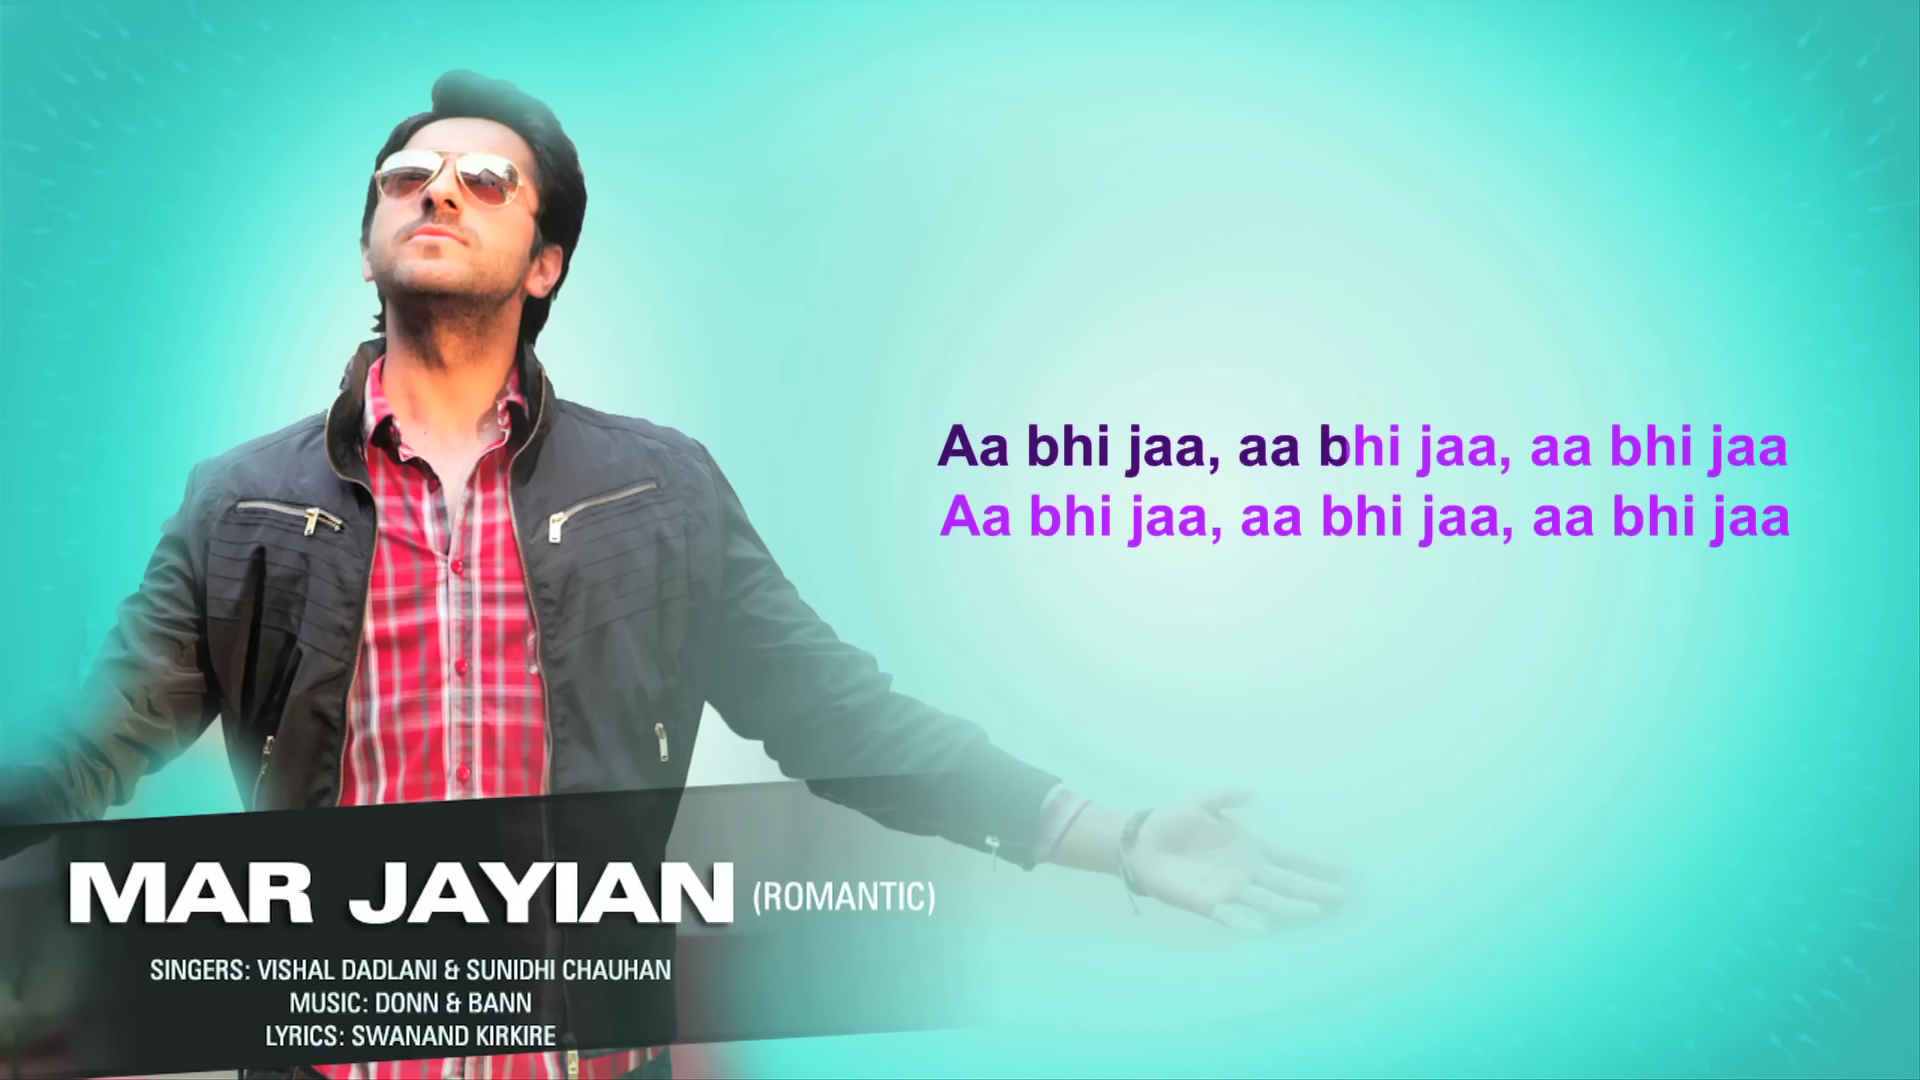 Aa bhi jaa, aa bhi jaa, aa bhi jaa
Aa bhi jaa, aa bhi jaa, aa bhi jaa
MAR JAYIAN (ROMANTIC)
SINGERS: VISHAL DADLANI & SUNIDHI CHAUHAN
MUSIC: DONN & BANN
LYRICS: SWANAND KIRKIRE